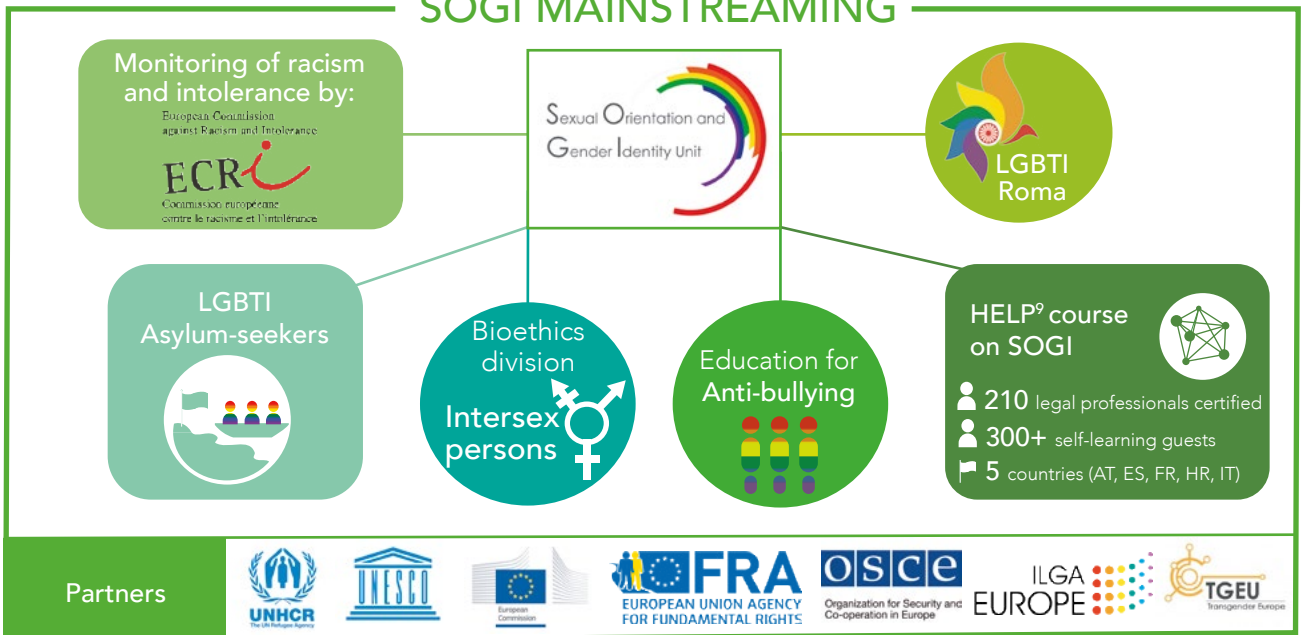 SOGI MAINSTREAMING
Monitoring of racism
and intolerance by:
European Commission
against Racism and Intolerance
ECRi
Commission européenne
contre le racisme et l'intolérance
Sexual Orientation and
Gender Identity Unit
LGBTI
Roma
LGBTI
Asylum-seekers
Bioethics
division
Intersex
persons
Education for
Anti-bullying
HELP⁹ course
on SOGI
210 legal professionals certified
300+ self-learning guests
5 countries (AT, ES, FR, HR, IT)
Partners
UNHCR
The UN Refugee Agency
UNESCO
European
Commission
FRA
EUROPEAN UNION AGENCY
FOR FUNDAMENTAL RIGHTS
osce
Organization for Security and
Co-operation in Europe
ILGA
EUROPE
TGEU
Transgender Europe